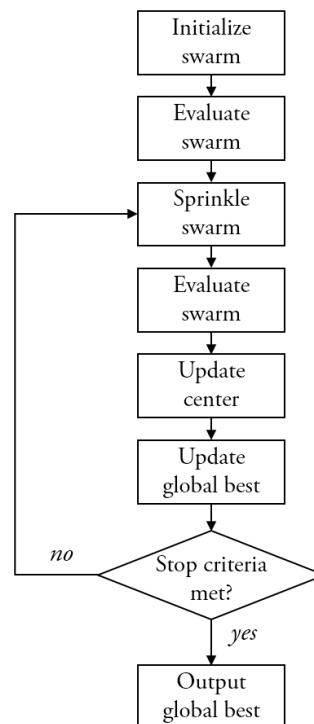 Initialize
swarm
Evaluate
swarm
Sprinkle
swarm
Evaluate
swarm
Update
center
Update
global best
Stop criteria
met?
no
yes
Output
global best